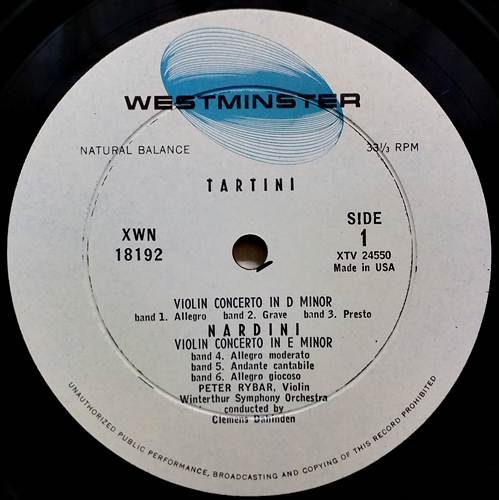 WESTMINSTER
NATURAL BALANCE
33 1/3 RPM
TARTINI
XWN
18192
SIDE
1
XTV 24550
Made in USA
VIOLIN CONCERTO IN D MINOR
band 1. Allegro band 2. Grave band 3. Presto
NARDINI
VIOLIN CONCERTO IN E MINOR
band 4. Allegro moderato
band 5. Andante cantabile
band 6. Allegro giocoso
PETER RYBAR, Violin
Winterthur Symphony Orchestra
conducted by
Clemens Dahinden
UNAUTHORIZED PUBLIC PERFORMANCE, BROADCASTING AND COPYING OF THIS RECORD PROHIBITED